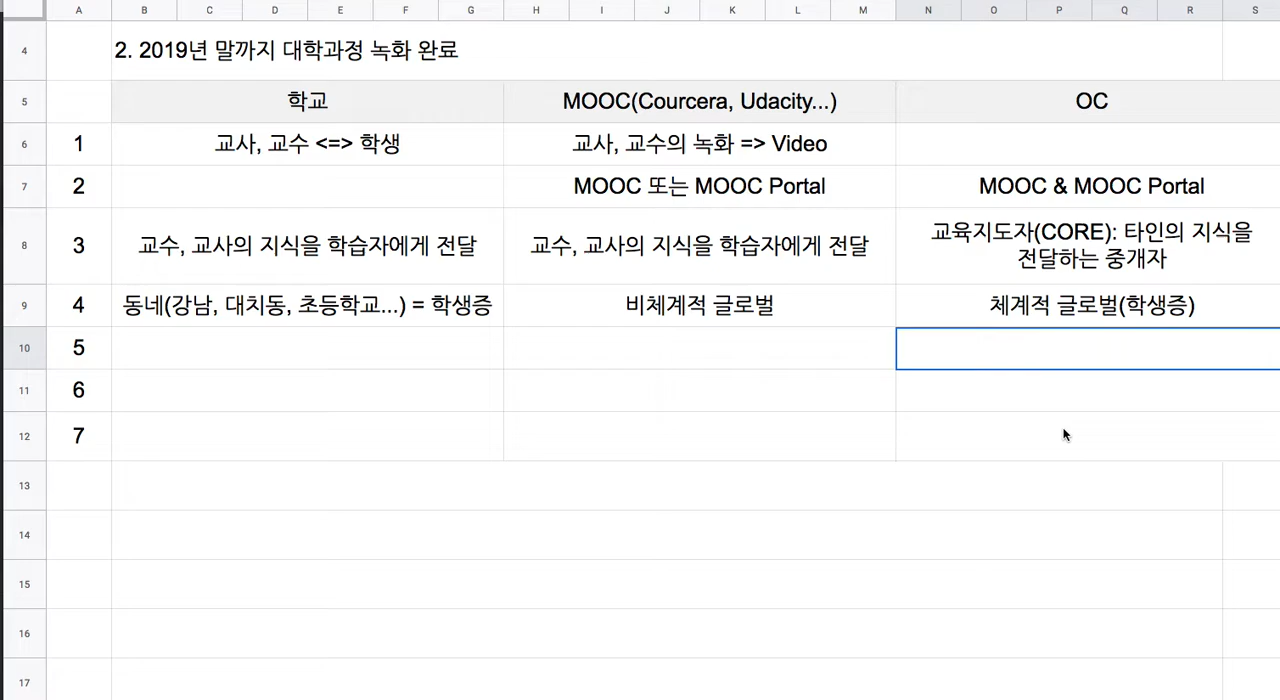 A B C D E F G H I J K L M N O P Q R S
4 2. 2019년 말까지 대학과정 녹화 완료
5 학교 MOOC(Courcera, Udacity...) OC
6 1 교사, 교수 <=> 학생 교사, 교수의 녹화 => Video
7 2 MOOC 또는 MOOC Portal MOOC & MOOC Portal
8 3 교수, 교사의 지식을 학습자에게 전달 교수, 교사의 지식을 학습자에게 전달 교육지도자(CORE): 타인의 지식을
전달하는 중개자
9 4 동네(강남, 대치동, 초등학교...) = 학생증 비체계적 글로벌 체계적 글로벌(학생증)
10 5
11 6
12 7
13
14
15
16
17